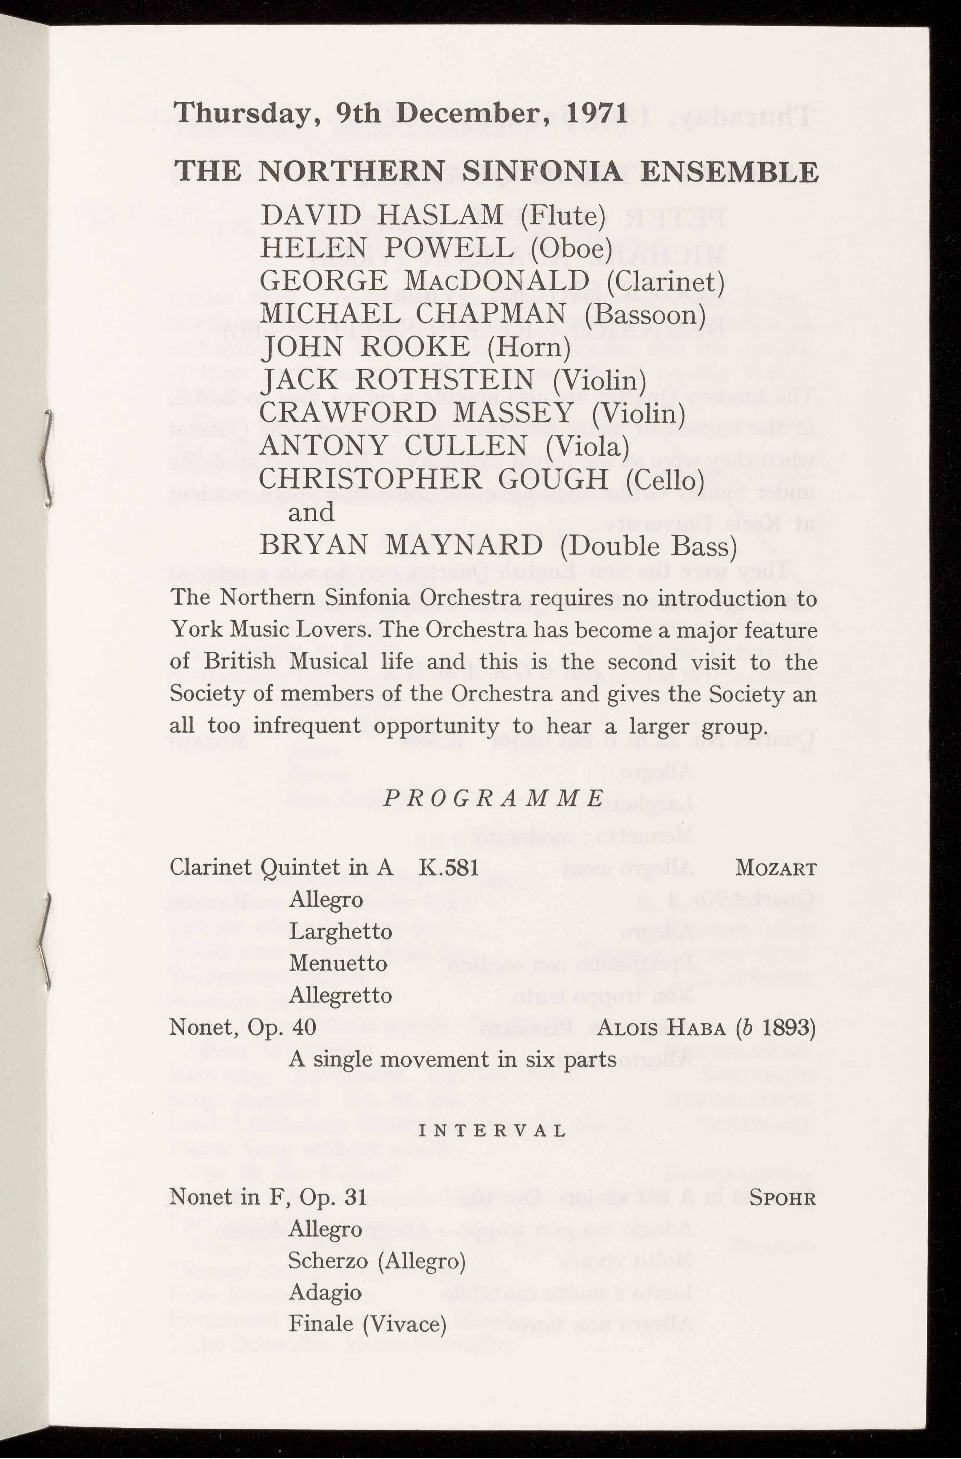 Thursday, 9th December, 1971
THE NORTHERN SINFONIA ENSEMBLE
DAVID HASLAM (Flute)
HELEN POWELL (Oboe)
GEORGE MACDONALD (Clarinet)
MICHAEL CHAPMAN (Bassoon)
JOHN ROOKE (Horn)
JACK ROTHSTEIN (Violin)
CRAWFORD MASSEY (Violin)
ANTONY CULLEN (Viola)
CHRISTOPHER GOUGH (Cello)
and
BRYAN MAYNARD (Double Bass)
The Northern Sinfonia Orchestra requires no introduction to
York Music Lovers. The Orchestra has become a major feature
of British Musical life and this is the second visit to the
Society of members of the Orchestra and gives the Society an
all too infrequent opportunity to hear a larger group.
PROGRAMME
Clarinet Quintet in A K.581 MOZART
Allegro
Larghetto
Menuetto
Allegretto
Nonet, Op. 40 ALOIS HABA (b 1893)
A single movement in six parts
INTERVAL
Nonet in F, Op. 31 SPOHR
Allegro
Scherzo (Allegro)
Adagio
Finale (Vivace)